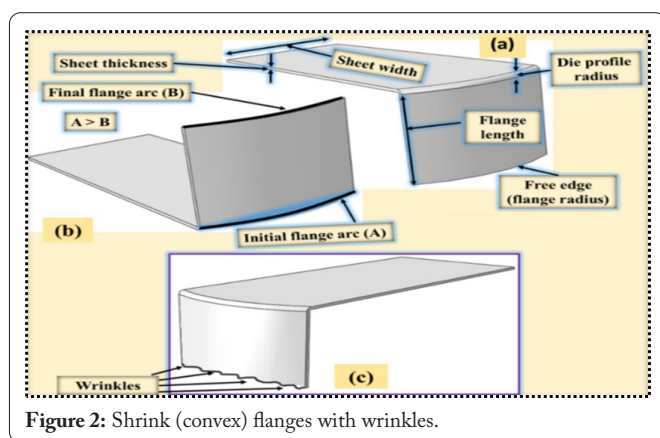 (a)
Sheet thickness
Sheet width
Die profile
radius
Final flange arc (B)
A > B
Flange
length
Free edge
(flange radius)
(b)
Initial flange arc (A)
Wrinkles
(c)
Figure 2: Shrink (convex) flanges with wrinkles.